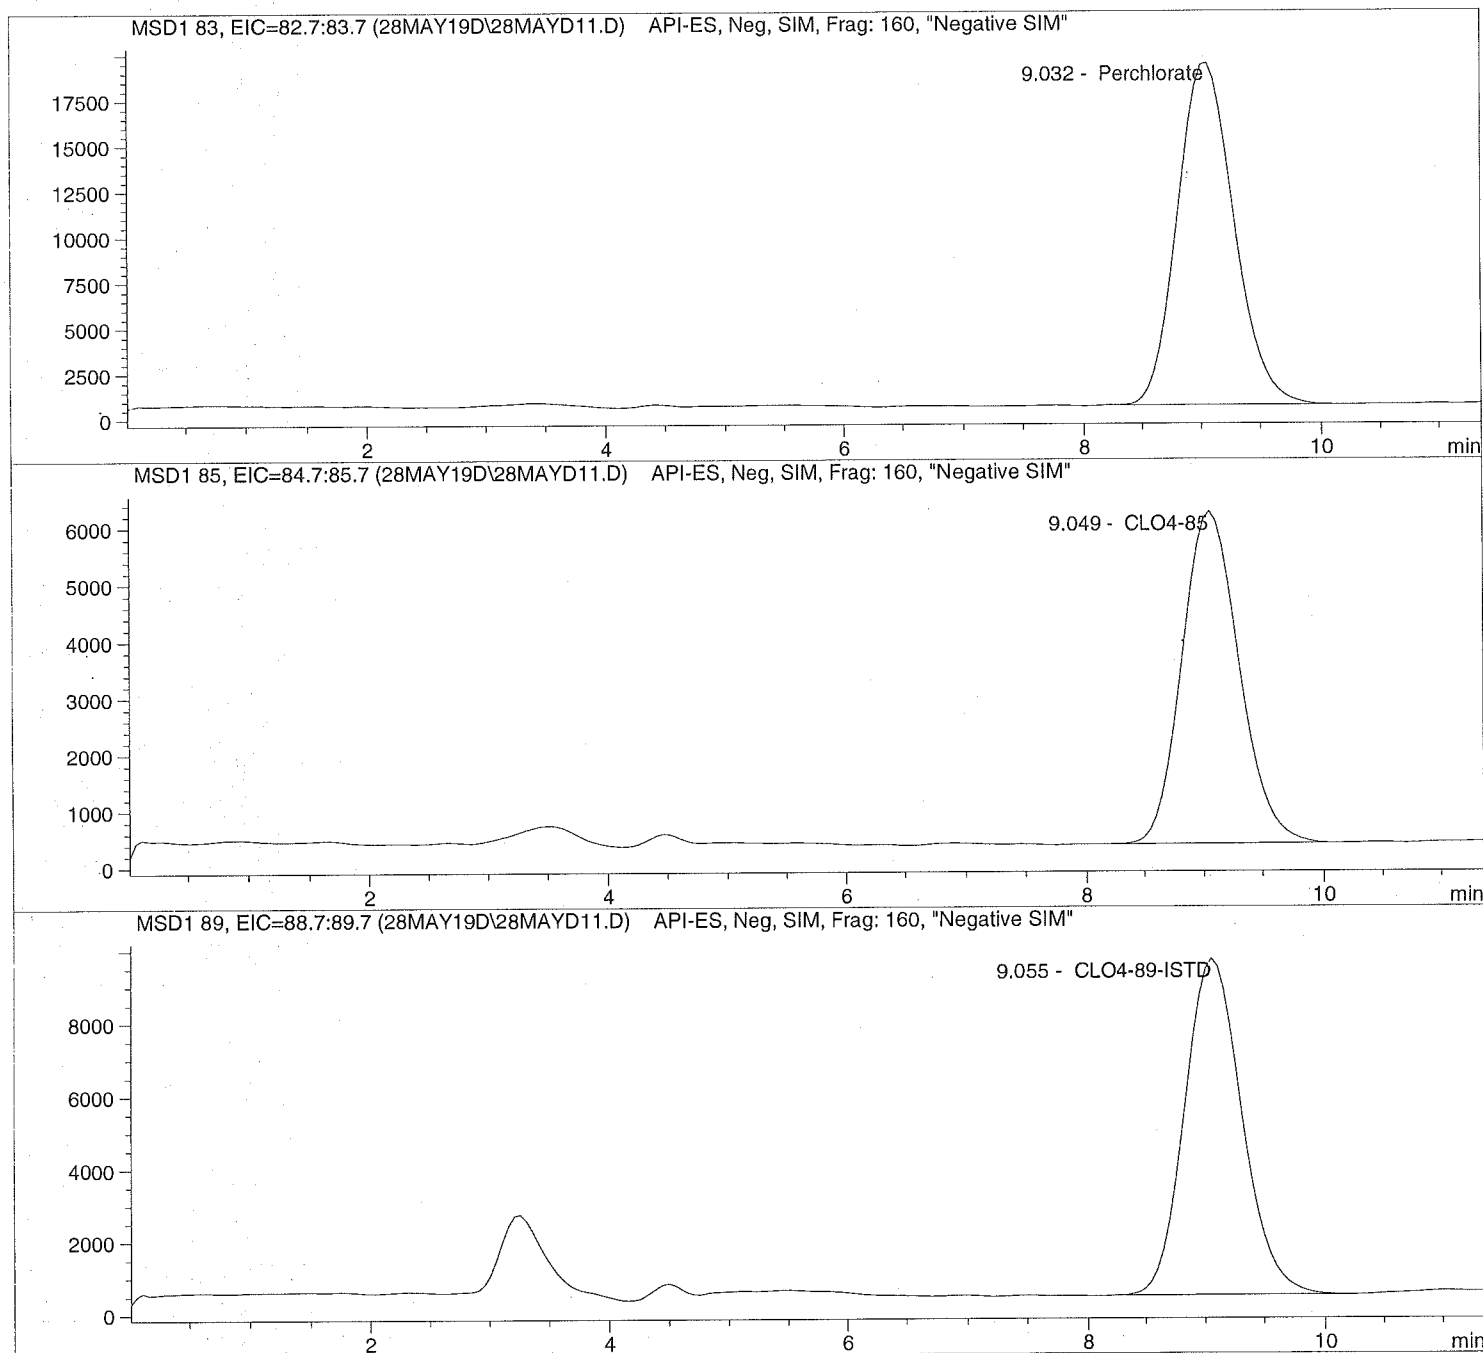 MSD1 83, EIC=82.7:83.7 (28MAY19D\28MAYD11.D) API-ES, Neg, SIM, Frag: 160, "Negative SIM"
9.032 - Perchlorate
17500
15000
12500
10000
7500
5000
2500
0
2 4 6 8 10 min
MSD1 85, EIC=84.7:85.7 (28MAY19D\28MAYD11.D) API-ES, Neg, SIM, Frag: 160, "Negative SIM"
9.049 - CLO4-85
6000
5000
4000
3000
2000
1000
0
2 4 6 8 10 min
MSD1 89, EIC=88.7:89.7 (28MAY19D\28MAYD11.D) API-ES, Neg, SIM, Frag: 160, "Negative SIM"
9.055 - CLO4-89-ISTD
8000
6000
4000
2000
0
2 4 6 8 10 min